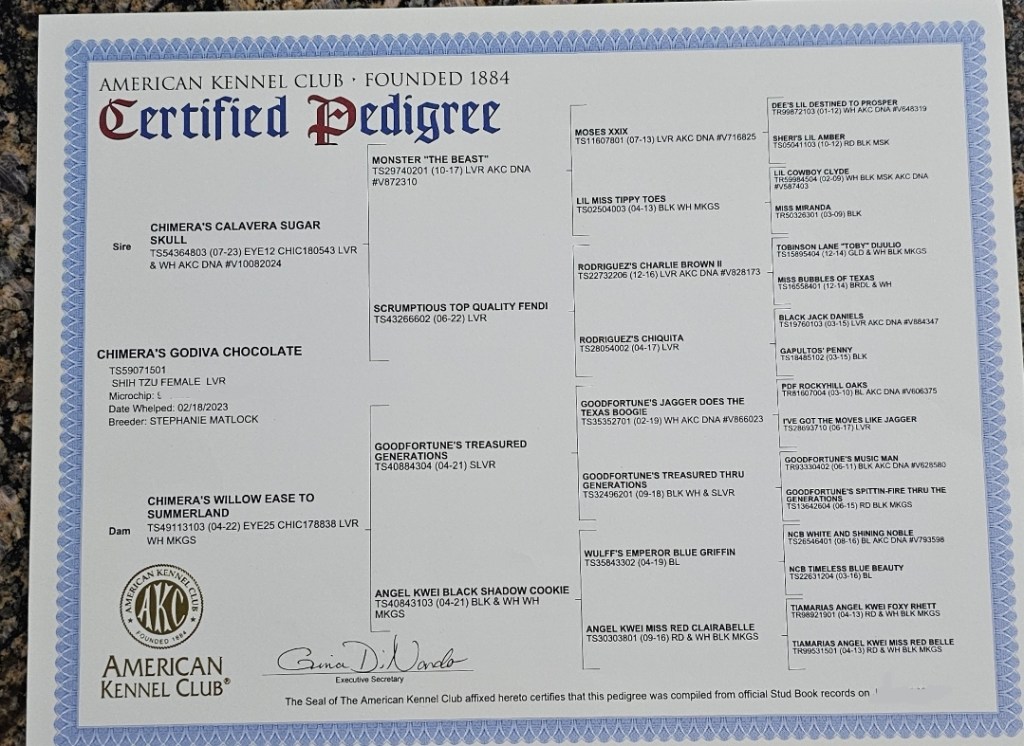 AMERICAN KENNEL CLUB · FOUNDED 1884
Certified Pedigree
Sire
CHIMERA'S CALAVERA SUGAR
SKULL
TS54364803 (07-23) EYE12 CHIC180543 LVR
& WH AKC DNA #V10082024
CHIMERA'S GODIVA CHOCOLATE
TS59071501
SHIH TZU FEMALE LVR
Microchip:
Date Whelped: 02/18/2023
Breeder: STEPHANIE MATLOCK
Dam
CHIMERA'S WILLOW EASE TO
SUMMERLAND
TS49113103 (04-22) EYE25 CHIC178838 LVR
WH MKGS
MONSTER "THE BEAST"
TS29740201 (10-17) LVR AKC DNA
#V872310
SCRUMPTIOUS TOP QUALITY FENDI
TS43266602 (06-22) LVR
GOODFORTUNE'S TREASURED
GENERATIONS
TS40884304 (04-21) SLVR
ANGEL KWEI BLACK SHADOW COOKIE
TS40843103 (04-21) BLK & WH WH
MKGS
MOSES XXIX
TS11607801 (07-13) LVR AKC DNA #V716825
LIL MISS TIPPY TOES
TS02504003 (04-13) BLK WH MKGS
RODRIGUEZ'S CHARLIE BROWN II
TS22732206 (12-16) LVR AKC DNA #V828173
RODRIGUEZ'S CHIQUITA
TS28054002 (04-17) LVR
GOODFORTUNE'S JAGGER DOES THE
TEXAS BOOGIE
TS35352701 (02-19) WH AKC DNA #V866023
GOODFORTUNE'S TREASURED THRU
GENERATIONS
TS32496201 (09-18) BLK WH & SLVR
WULFF'S EMPEROR BLUE GRIFFIN
TS35843302 (04-19) BL
ANGEL KWEI MISS RED CLAIRABELLE
TS30303801 (09-16) RD & WH BLK MKGS
DEE'S LIL DESTINED TO PROSPER
TR99872103 (01-12) WH AKC DNA #V648319
SHERI'S LIL AMBER
TS05041103 (10-12) RD BLK MSK
LIL COWBOY CLYDE
TR59984504 (02-09) WH BLK MSK AKC DNA
#V587403
MISS MIRANDA
TR50326301 (03-09) BLK
TOBINSON LANE "TOBY" DIJULIO
TS15895404 (12-14) GLD & WH BLK MKGS
MISS BUBBLES OF TEXAS
TS16558401 (12-14) BRDL & WH
BLACK JACK DANIELS
TS19760103 (03-15) LVR AKC DNA #V884347
GAPULTOS' PENNY
TS18485102 (03-15) BLK
PDF ROCKYHILL OAKS
TR81607004 (03-10) BL AKC DNA #V606375
I'VE GOT THE MOVES LIKE JAGGER
TS28693710 (06-17) LVR
GOODFORTUNE'S MUSIC MAN
TR93330402 (06-11) BLK AKC DNA #V628580
GOODFORTUNE'S SPITTIN-FIRE THRU THE
GENERATIONS
TS13642604 (06-15) RD BLK MKGS
NCB WHITE AND SHINING NOBLE
TS26546401 (08-16) BL AKC DNA #V793598
NCB TIMELESS BLUE BEAUTY
TS22631204 (03-16) BL
TIAMARIAS ANGEL KWEI FOXY RHETT
TR98921901 (04-13) RD & WH BLK MKGS
TIAMARIAS ANGEL KWEI MISS RED BELLE
TR99531501 (04-13) RD & WH BLK MKGS
AMERICAN KENNEL CLUB
AKC
FOUNDED 1884
AMERICAN
KENNEL CLUB®
Gina DiNardo
Executive Secretary
The Seal of The American Kennel Club affixed hereto certifies that this pedigree was compiled from official Stud Book records on